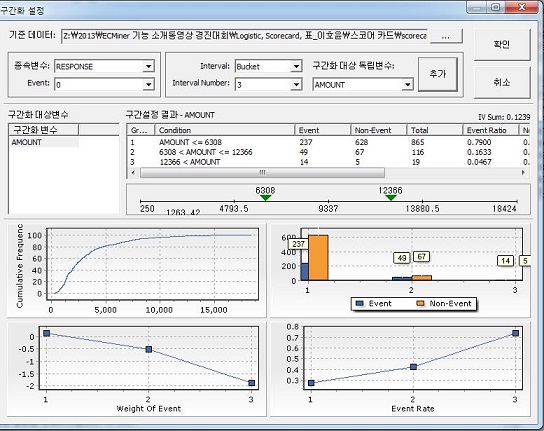 구간화 설정
기준 데이터: Z:₩2013₩ECMiner 기능 소개동영상 경진대회₩Logistic, Scorecard, 표_이호윤₩스코어 카드₩scoreca ...
확인
종속변수: RESPONSE
Interval: Bucket
구간화 대상 독립변수:
추가
Event: 0
Interval Number: 3
AMOUNT
취소
구간화 대상변수
구간설정 결과 - AMOUNT
IV Sum: 0.1239
구간화 변수
Gr... Condition Event Non-Event Total Event Ratio No
AMOUNT
1 AMOUNT <= 6308 237 628 865 0.7900 0.
2 6308 < AMOUNT <= 12366 49 67 116 0.1633 0.
3 12366 < AMOUNT 14 5 19 0.0467 0.
6308 12366
250 1263.42 4793.5 9337 13880.5 18424
Cumulative Frequenc
100
80
60
40
20
0
0 5,000 10,000 15,000
600
400
200
0
237
49 67
14 5
1 2 3
Event Non-Event
0
-0.5
-1
-1.5
-2
1 2 3
Weight Of Event
0.8
0.7
0.6
0.5
0.4
0.3
1 2 3
Event Rate